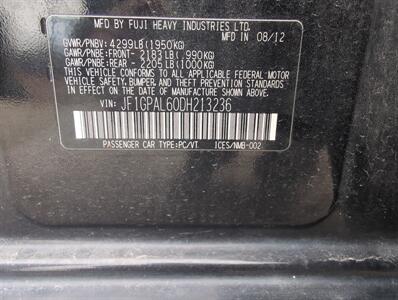 MFD BY FUJI HEAVY INDUSTRIES LTD.
IN 08/12
GVWR/PNBV: 4299LB(1950KG)
GAWR/PNBE:FRONT- 2183LB( 990KG)
GAWR/PNBE:REAR - 2205LB(1000KG)
THIS VEHICLE CONFORMS TO ALL APPLICABLE
FEDERAL MOTOR VEHICLE SAFETY, BUMPER, AND
THEFT PREVENTION STANDARDS
IN EFFECT ON THE DATE OF MANUFACTURE SHOWN ABOVE.
VIN: JF1GPAL60DH213236
PASSENGER CAR TYPE:PC/VT. ICES/NMB-002